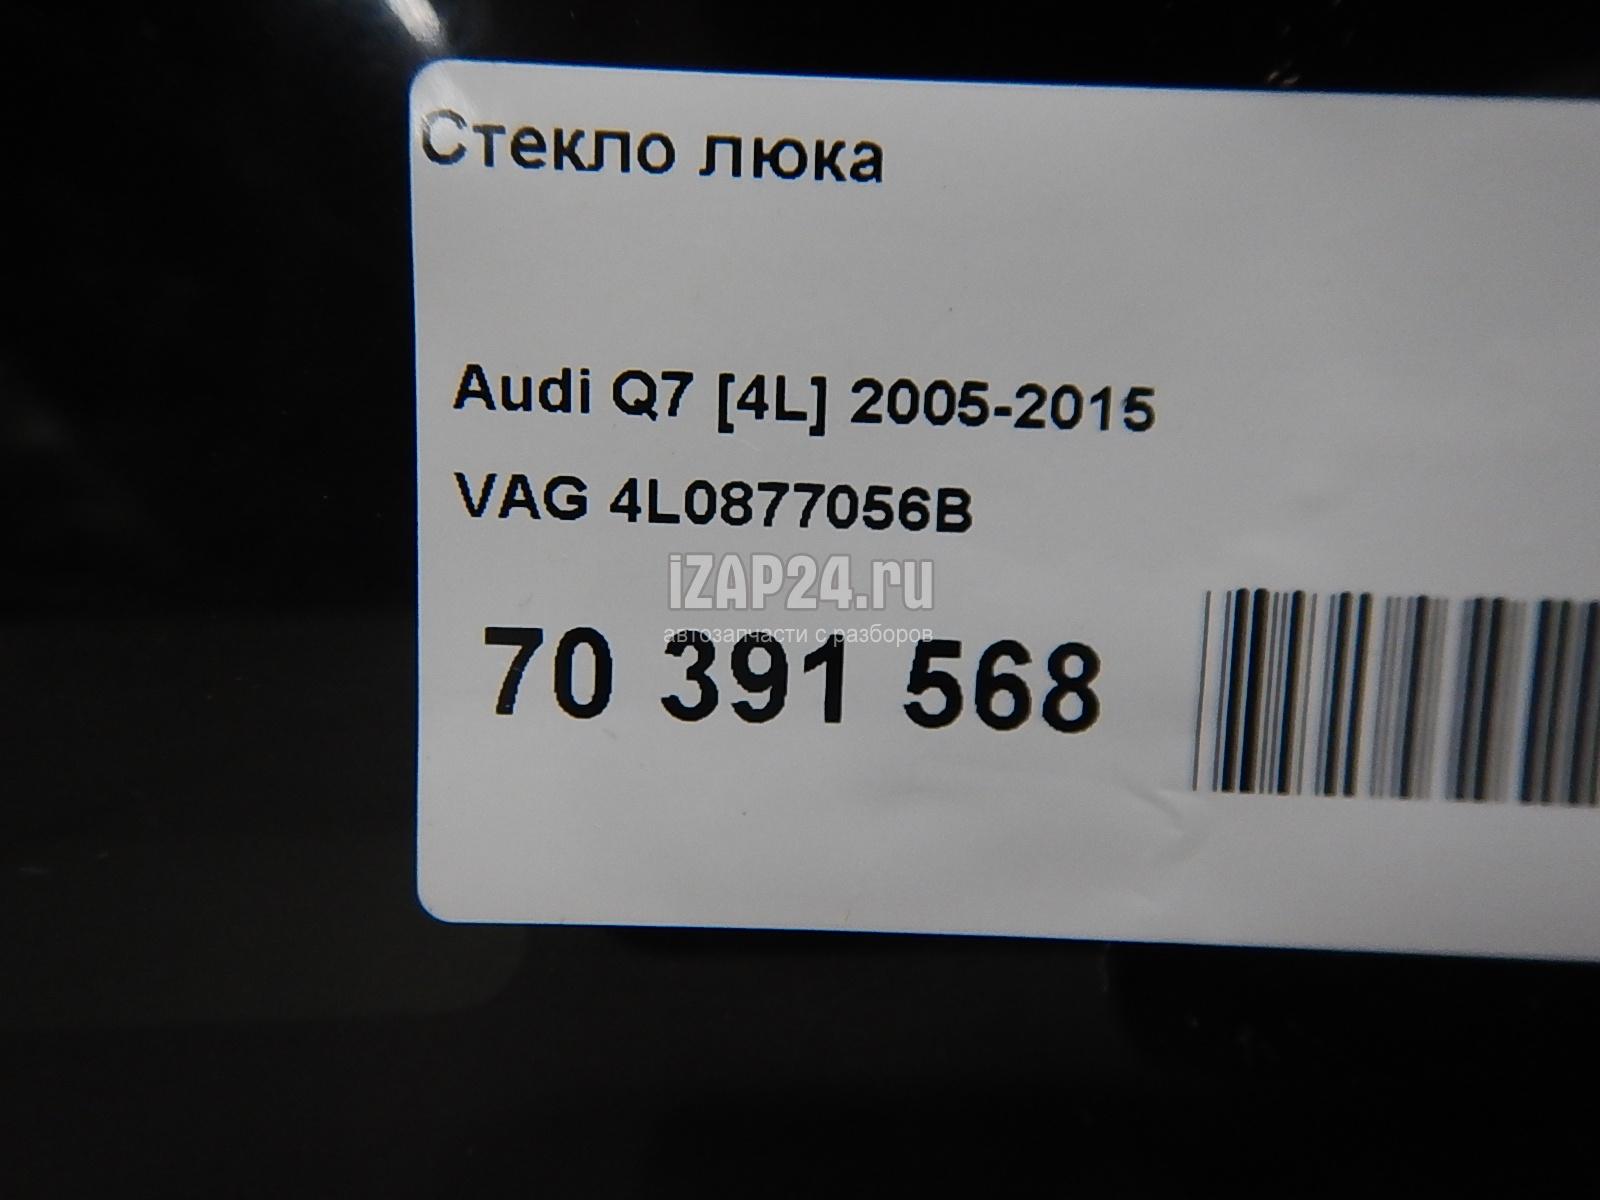 Стекло люка
Audi Q7 [4L] 2005-2015
VAG 4L0877056B
iZAP24.ru
автозапчасти с разборов
70 391 568